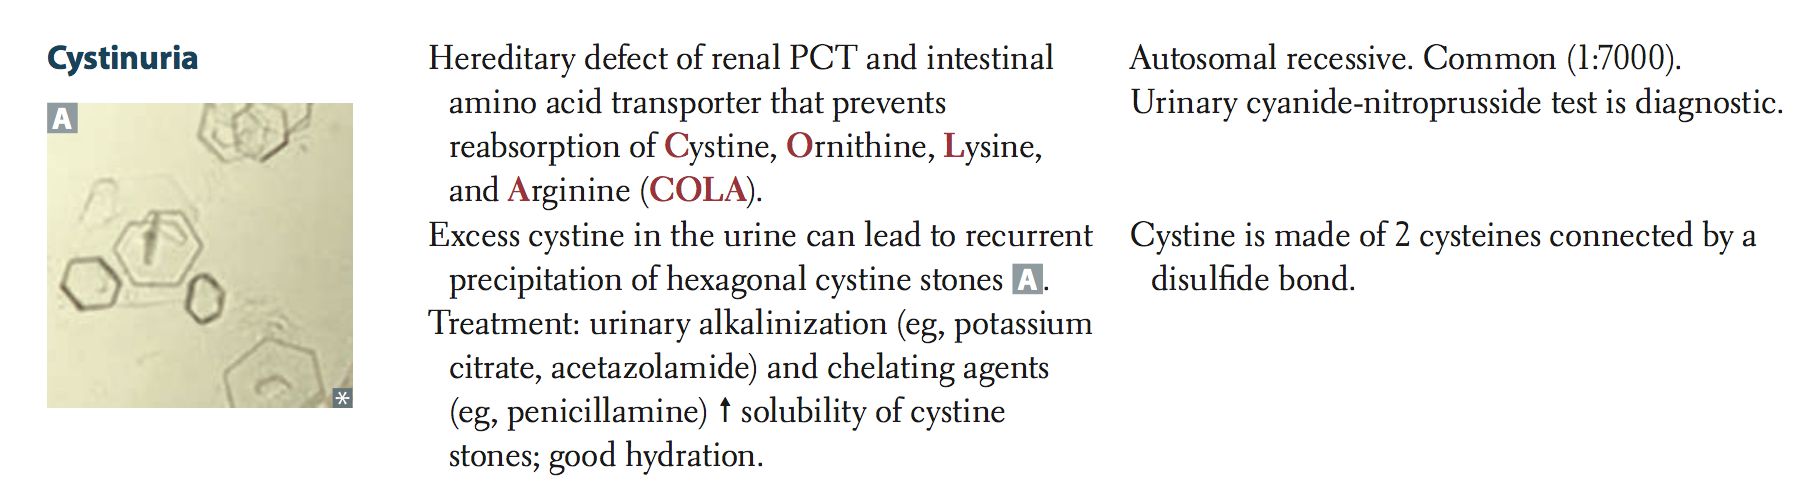 Cystinuria
A
*
Hereditary defect of renal PCT and intestinal
amino acid transporter that prevents
reabsorption of Cystine, Ornithine, Lysine,
and Arginine (COLA).
Excess cystine in the urine can lead to recurrent
precipitation of hexagonal cystine stones A.
Treatment: urinary alkalinization (eg, potassium
citrate, acetazolamide) and chelating agents
(eg, penicillamine) ↑ solubility of cystine
stones; good hydration.
Autosomal recessive. Common (1:7000).
Urinary cyanide-nitroprusside test is diagnostic.
Cystine is made of 2 cysteines connected by a
disulfide bond.